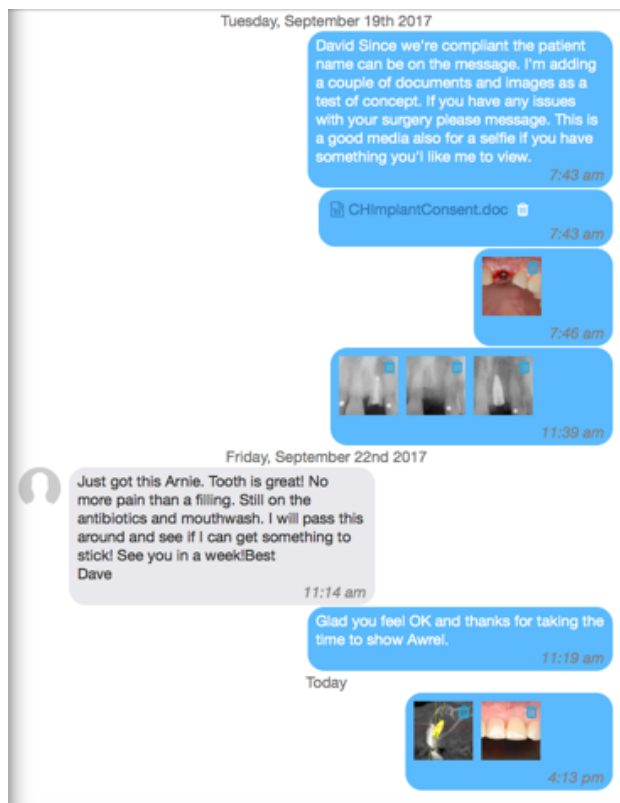 Tuesday, September 19th 2017
David Since we're compliant the patient
name can be on the message. I'm adding
a couple of documents and images as a
test of concept. If you have any issues
with your surgery please message. This is
a good media also for a selfie if you have
something you'l like me to view.
7:43 am
CHImplantConsent.doc
7:43 am
7:46 am
11:39 am
Friday, September 22nd 2017
Just got this Arnie. Tooth is great! No
more pain than a filling. Still on the
antibiotics and mouthwash. I will pass this
around and see if I can get something to
stick! See you in a week!Best
Dave
11:14 am
Glad you feel OK and thanks for taking the
time to show Awrel.
11:19 am
Today
4:13 pm